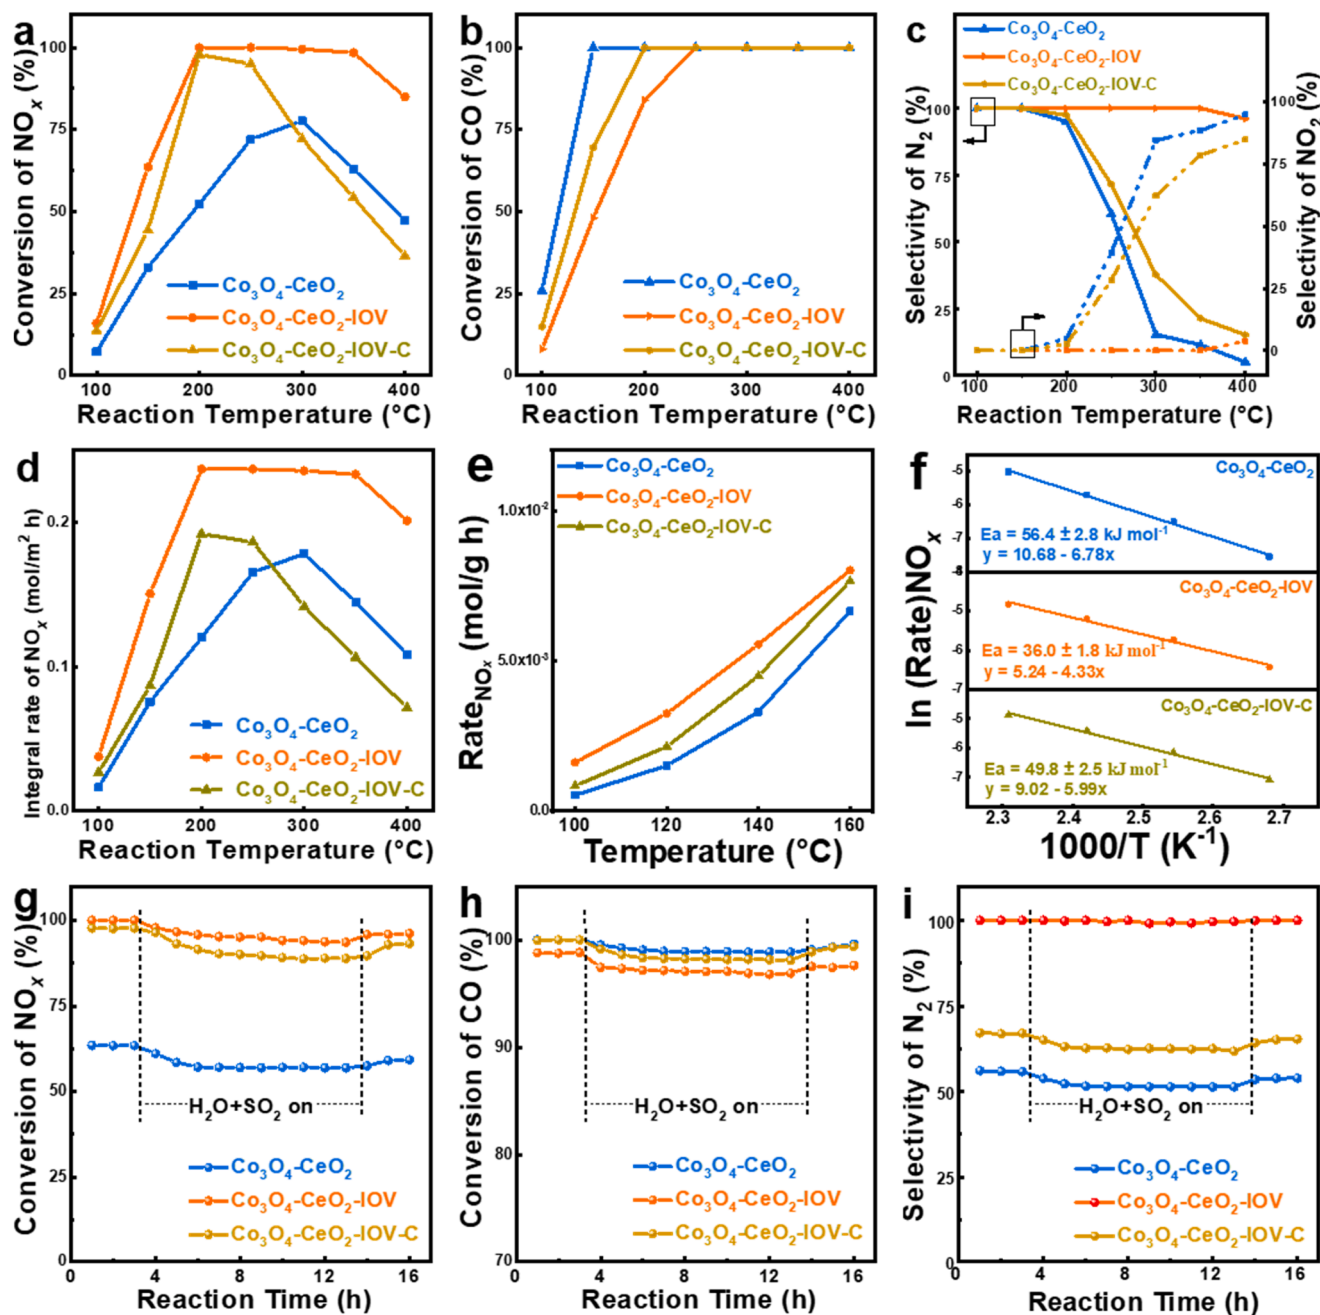 a
Conversion of NOₓ (%)
100
75
50
25
0
Co₃O₄-CeO₂
Co₃O₄-CeO₂-IOV
Co₃O₄-CeO₂-IOV-C
100 200 300 400
Reaction Temperature (°C)
b
Conversion of CO (%)
100
75
50
25
0
Co₃O₄-CeO₂
Co₃O₄-CeO₂-IOV
Co₃O₄-CeO₂-IOV-C
100 200 300 400
Reaction Temperature (°C)
c
Co₃O₄-CeO₂
Co₃O₄-CeO₂-IOV
Co₃O₄-CeO₂-IOV-C
Selectivity of N₂ (%)
100
75
50
25
0
Selectivity of NO₂ (%)
100
75
50
25
0
100 200 300 400
Reaction Temperature (°C)
d
Integral rate of NOₓ (mol/m² h)
0.2
0.1
0.0
Co₃O₄-CeO₂
Co₃O₄-CeO₂-IOV
Co₃O₄-CeO₂-IOV-C
100 200 300 400
Reaction Temperature (°C)
e
Co₃O₄-CeO₂
Co₃O₄-CeO₂-IOV
Co₃O₄-CeO₂-IOV-C
Rate_NOₓ (mol/g h)
1.0x10⁻²
5.0x10⁻³
0.0
100 120 140 160
Temperature (°C)
f
ln (Rate)NOₓ
-5
-6
-7
-8
Co₃O₄-CeO₂
Ea = 56.4 ± 2.8 kJ mol⁻¹
y = 10.68 - 6.78x
-5
-6
-7
Co₃O₄-CeO₂-IOV
Ea = 36.0 ± 1.8 kJ mol⁻¹
y = 5.24 - 4.33x
-5
-6
-7
Co₃O₄-CeO₂-IOV-C
Ea = 49.8 ± 2.5 kJ mol⁻¹
y = 9.02 - 5.99x
2.3 2.4 2.5 2.6 2.7
1000/T (K⁻¹)
g
Conversion of NOₓ (%)
100
75
50
25
0
H₂O+SO₂ on
Co₃O₄-CeO₂
Co₃O₄-CeO₂-IOV
Co₃O₄-CeO₂-IOV-C
0 4 8 12 16
Reaction Time (h)
h
Conversion of CO (%)
100
90
80
70
H₂O+SO₂ on
Co₃O₄-CeO₂
Co₃O₄-CeO₂-IOV
Co₃O₄-CeO₂-IOV-C
0 4 8 12 16
Reaction Time (h)
i
Selectivity of N₂ (%)
100
75
50
25
0
H₂O+SO₂ on
Co₃O₄-CeO₂
Co₃O₄-CeO₂-IOV
Co₃O₄-CeO₂-IOV-C
0 4 8 12 16
Reaction Time (h)